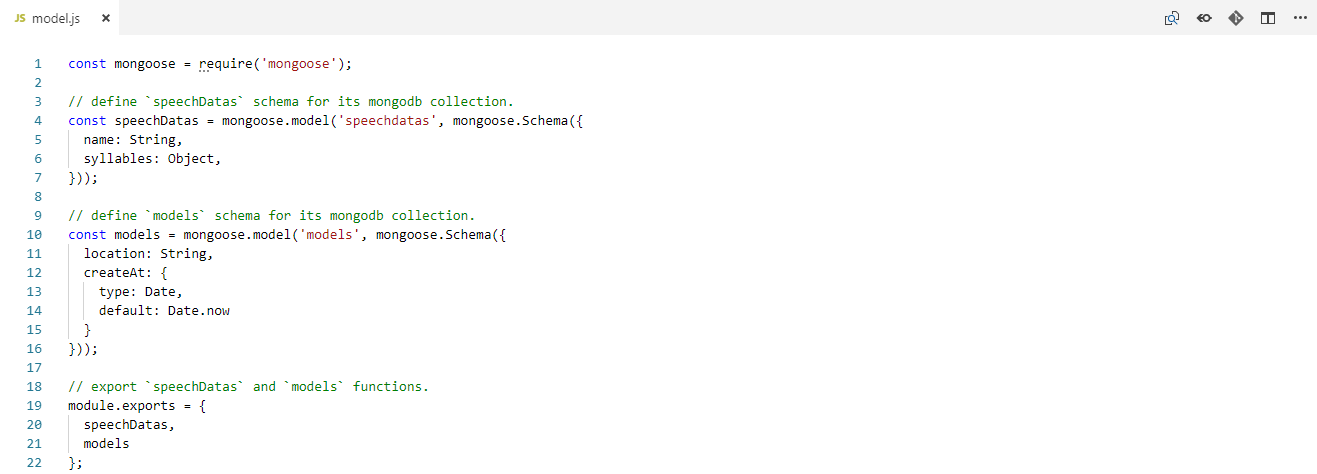 JS model.js ×
1 const mongoose = require('mongoose');
2
3 // define `speechDatas` schema for its mongodb collection.
4 const speechDatas = mongoose.model('speechdatas', mongoose.Schema({
5   name: String,
6   syllables: Object,
7 }));
8
9 // define `models` schema for its mongodb collection.
10 const models = mongoose.model('models', mongoose.Schema({
11   location: String,
12   createAt: {
13     type: Date,
14     default: Date.now
15   }
16 }));
17
18 // export `speechDatas` and `models` functions.
19 module.exports = {
20   speechDatas,
21   models
22 };